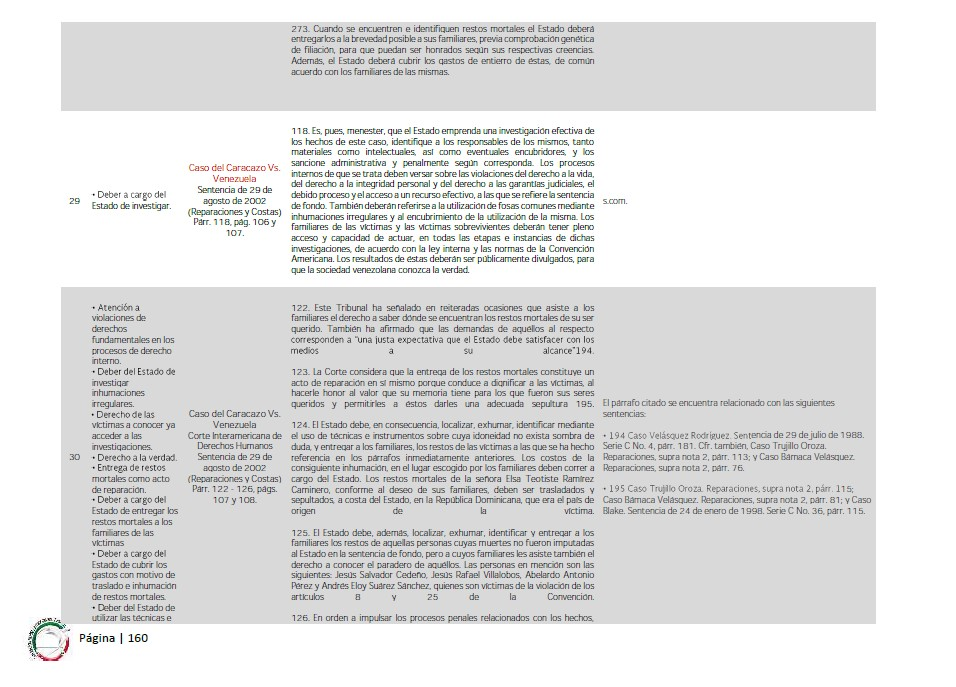 273. Cuando se encuentren e identifiquen restos mortales el Estado deberá
entregarlos a la brevedad posible a sus familiares, previa comprobación genética
de filiación, para que puedan ser honrados según sus respectivas creencias.
Además, el Estado deberá cubrir los gastos de entierro de éstas, de común
acuerdo con los familiares de las mismas.
29
• Deber a cargo del
Estado de investigar.
Caso del Caracazo Vs.
Venezuela
Sentencia de 29 de
agosto de 2002
(Reparaciones y Costas)
Párr. 118, pág. 106 y
107.
118. Es, pues, menester, que el Estado emprenda una investigación efectiva de
los hechos de este caso, identifique a los responsables de los mismos, tanto
materiales como intelectuales, así como eventuales encubridores, y los
sancione administrativa y penalmente según corresponda. Los procesos
internos de que se trata deben versar sobre las violaciones del derecho a la vida,
del derecho a la integridad personal y del derecho a las garantías judiciales, el
debido proceso y el acceso a un recurso efectivo, a las que se refiere la sentencia
de fondo. También deberán referirse a la utilización de fosas comunes mediante
inhumaciones irregulares y al encubrimiento de la utilización de la misma. Los
familiares de las víctimas y las víctimas sobrevivientes deberán tener pleno
acceso y capacidad de actuar, en todas las etapas e instancias de dichas
investigaciones, de acuerdo con la ley interna y las normas de la Convención
Americana. Los resultados de éstas deberán ser públicamente divulgados, para
que la sociedad venezolana conozca la verdad.
s.com.
30
• Atención a
violaciones de
derechos
fundamentales en los
procesos de derecho
interno.
• Deber del Estado de
investigar
inhumaciones
irregulares.
• Derecho de las
víctimas a conocer ya
acceder a las
investigaciones.
• Derecho a la verdad.
• Entrega de restos
mortales como acto
de reparación.
• Deber a cargo del
Estado de entregar los
restos mortales a los
familiares de las
víctimas
• Deber a cargo del
Estado de cubrir los
gastos con motivo de
traslado e inhumación
de restos mortales.
• Deber del Estado de
utilizar las técnicas e
Caso del Caracazo Vs.
Venezuela
Corte Interamericana de
Derechos Humanos
Sentencia de 29 de
agosto de 2002
(Reparaciones y Costas)
Párr. 122 - 126, págs.
107 y 108.
122. Este Tribunal ha señalado en reiteradas ocasiones que asiste a los
familiares el derecho a saber dónde se encuentran los restos mortales de su ser
querido. También ha afirmado que las demandas de aquéllos al respecto
corresponden a “una justa expectativa que el Estado debe satisfacer con los
medios a su alcance”194.
123. La Corte considera que la entrega de los restos mortales constituye un
acto de reparación en sí mismo porque conduce a dignificar a las víctimas, al
hacerle honor al valor que su memoria tiene para los que fueron sus seres
queridos y permitirles a éstos darles una adecuada sepultura 195.
124. El Estado debe, en consecuencia, localizar, exhumar, identificar mediante
el uso de técnicas e instrumentos sobre cuya idoneidad no exista sombra de
duda, y entregar a los familiares, los restos de las víctimas a las que se ha hecho
referencia en los párrafos inmediatamente anteriores. Los costos de la
consiguiente inhumación, en el lugar escogido por los familiares deben correr a
cargo del Estado. Los restos mortales de la señora Elsa Teotiste Ramírez
Caminero, conforme al deseo de sus familiares, deben ser trasladados y
sepultados, a costa del Estado, en la República Dominicana, que era el país de
origen de la víctima.
125. El Estado debe, además, localizar, exhumar, identificar y entregar a los
familiares los restos de aquellas personas cuyas muertes no fueron imputadas
al Estado en la sentencia de fondo, pero a cuyos familiares les asiste también el
derecho a conocer el paradero de aquéllos. Las personas en mención son las
siguientes: Jesús Salvador Cedeño, Jesús Rafael Villalobos, Abelardo Antonio
Pérez y Andrés Eloy Suárez Sánchez, quienes son víctimas de la violación de los
artículos 8 y 25 de la Convención.
126. En orden a impulsar los procesos penales relacionados con los hechos,
El párrafo citado se encuentra relacionado con las siguientes
sentencias:
• 194 Caso Velásquez Rodríguez. Sentencia de 29 de julio de 1988.
Serie C No. 4, párr. 181. Cfr. también, Caso Trujillo Oroza.
Reparaciones, supra nota 2, párr. 113; y Caso Bámaca Velásquez.
Reparaciones, supra nota 2, párr. 76.
• 195 Caso Trujillo Oroza. Reparaciones, supra nota 2, párr. 115;
Caso Bámaca Velásquez. Reparaciones, supra nota 2, párr. 81; y Caso
Blake. Sentencia de 24 de enero de 1998. Serie C No. 36, párr. 115.
Página | 160